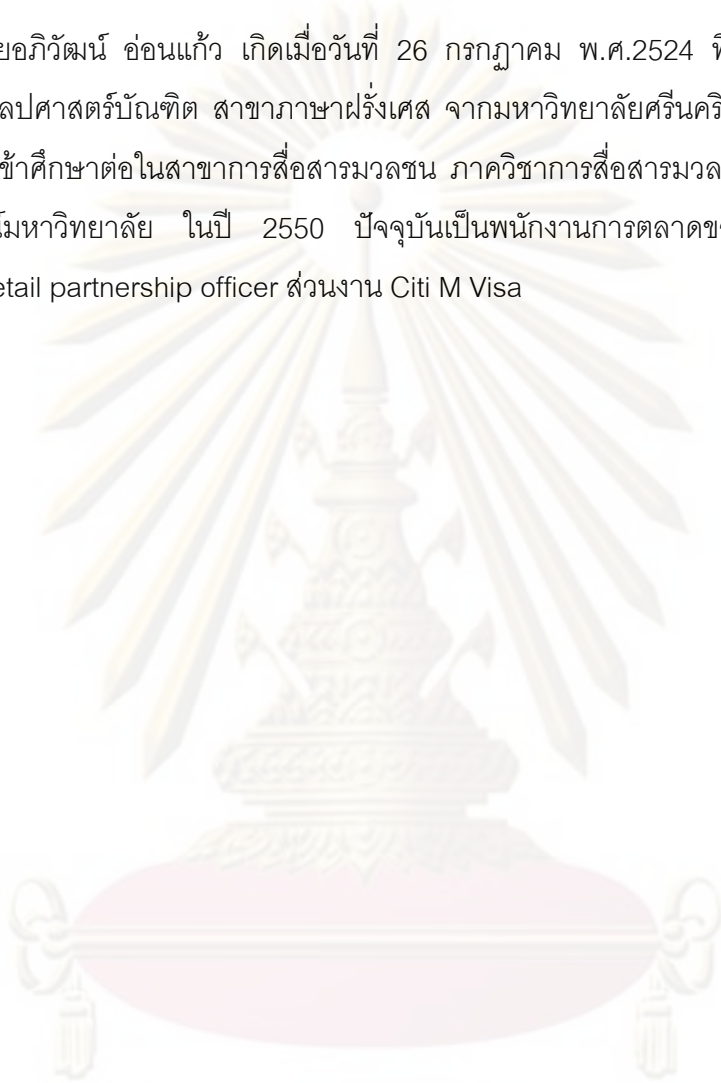 ยอภิวัฒน์ อ่อนแก้ว เกิดเมื่อวันที่ 26 กรกฎาคม พ.ศ.2524 ที
ลปศาสตร์บัณฑิต สาขาภาษาฝรั่งเศส จากมหาวิทยาลัยศรีนคริ
ข้าศึกษาต่อในสาขาการสื่อสารมวลชน ภาควิชาการสื่อสารมวล
น์มหาวิทยาลัย ในปี 2550 ปัจจุบันเป็นพนักงานการตลาดข
etail partnership officer ส่วนงาน Citi M Visa